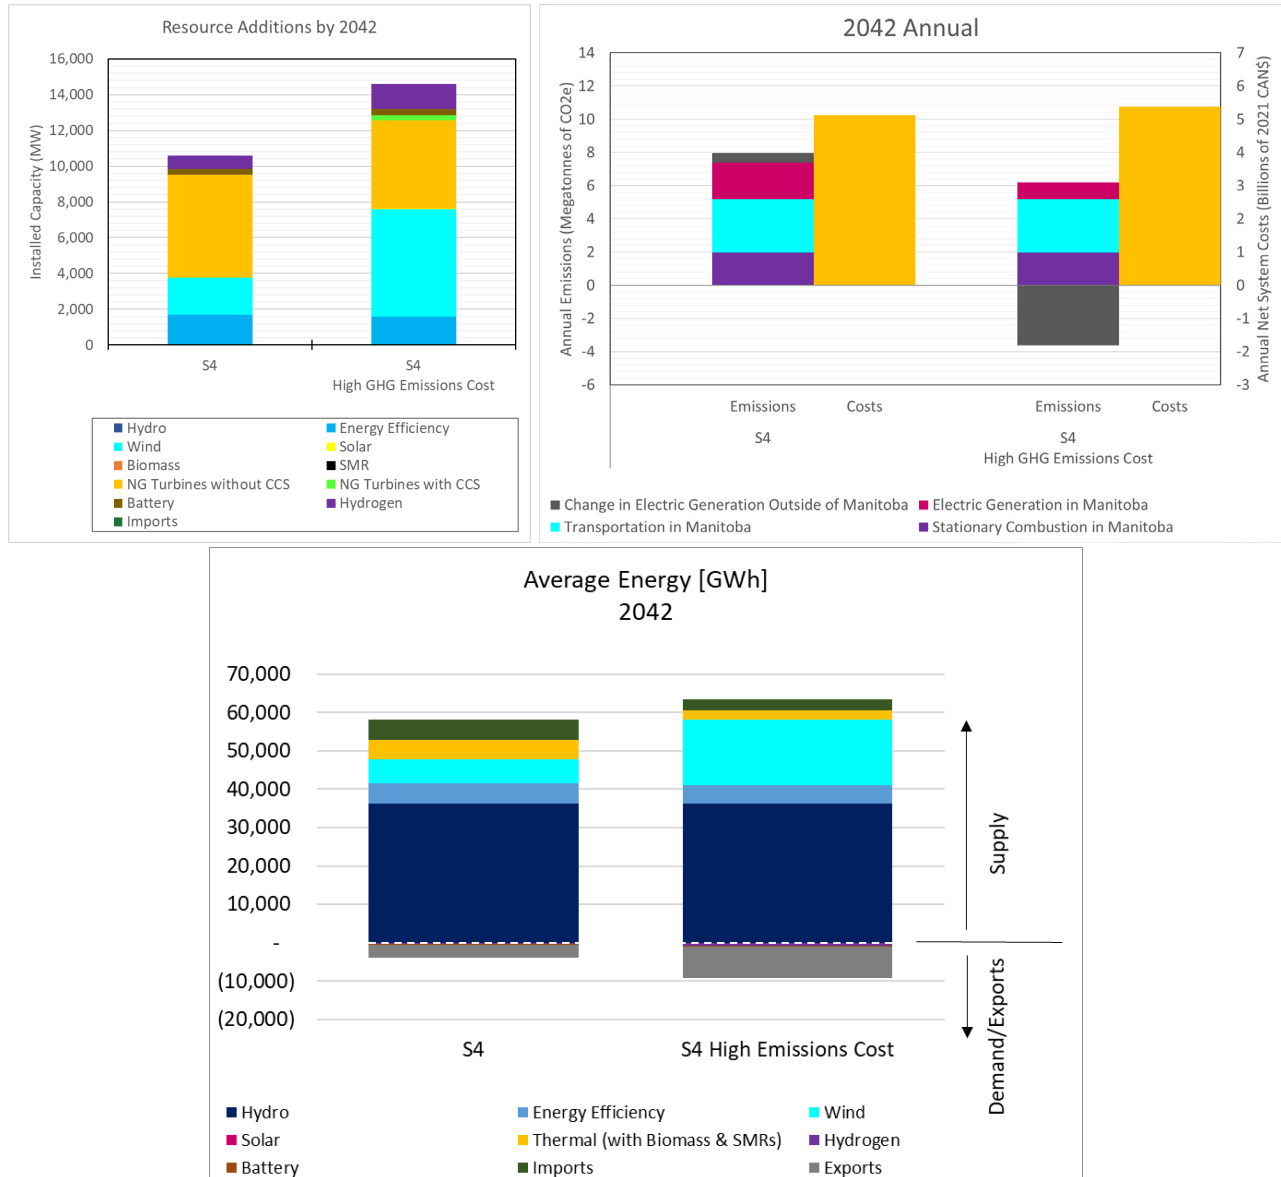 Resource Additions by 2042
Installed Capacity (MW)
16,000
14,000
12,000
10,000
8,000
6,000
4,000
2,000
0
S4
S4
High GHG Emissions Cost
Hydro
Energy Efficiency
Wind
Solar
Biomass
SMR
NG Turbines without CCS
NG Turbines with CCS
Battery
Hydrogen
Imports
2042 Annual
Annual Emissions (Megatonnes of CO2e)
14
12
10
8
6
4
2
0
-2
-4
-6
7
6
5
4
3
2
1
0
-1
-2
-3
Annual Net System Costs (Billions of 2021 CAN$)
Emissions
Costs
Emissions
Costs
S4
S4
High GHG Emissions Cost
Change in Electric Generation Outside of Manitoba
Electric Generation in Manitoba
Transportation in Manitoba
Stationary Combustion in Manitoba
Average Energy [GWh]
2042
70,000
60,000
50,000
40,000
30,000
20,000
10,000
-
(10,000)
(20,000)
Supply
Demand/Exports
S4
S4 High Emissions Cost
Hydro
Energy Efficiency
Wind
Solar
Thermal (with Biomass & SMRs)
Hydrogen
Battery
Imports
Exports